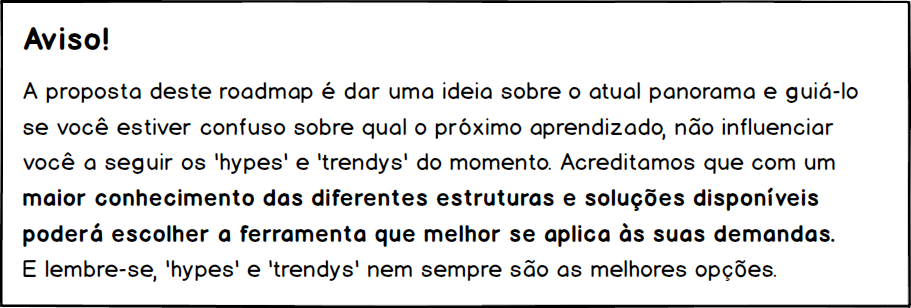 Aviso!
A proposta deste roadmap é dar uma ideia sobre o atual panorama e guiá-lo
se você estiver confuso sobre qual o próximo aprendizado, não influenciar
você a seguir os 'hypes' e 'trendys' do momento. Acreditamos que com um
maior conhecimento das diferentes estruturas e soluções disponíveis
poderá escolher a ferramenta que melhor se aplica às suas demandas.
E lembre-se, 'hypes' e 'trendys' nem sempre são as melhores opções.